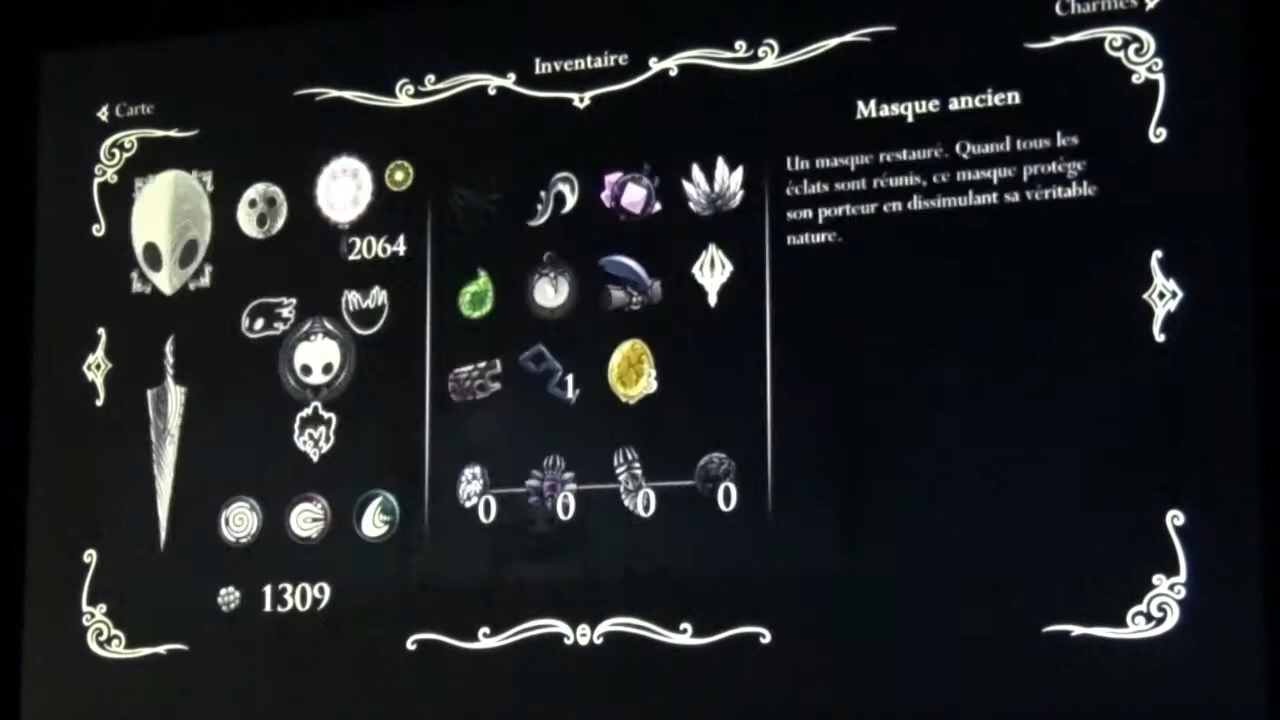 Charmes
Inventaire
Carte
Masque ancien
Un masque restauré. Quand tous les
éclats sont réunis, ce masque protège
son porteur en dissimulant sa véritable
nature.
2064
1
3
0
0
0
0
1309